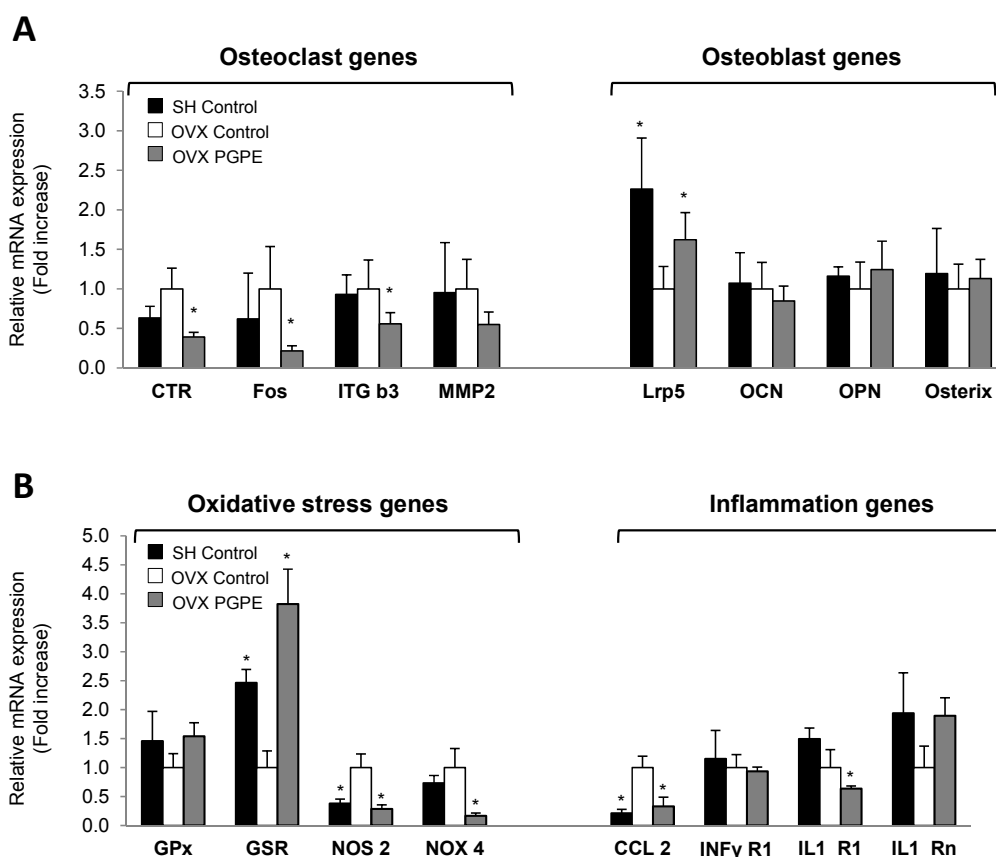 A
Osteoclast genes
Osteoblast genes
Relative mRNA expression
(Fold increase)
3.5
3.0
2.5
2.0
1.5
1.0
0.5
0.0
SH Control
OVX Control
OVX PGPE
*
*
*
*
*
CTR
Fos
ITG b3
MMP2
Lrp5
OCN
OPN
Osterix
B
Oxidative stress genes
Inflammation genes
Relative mRNA expression
(Fold increase)
5.0
4.5
4.0
3.5
3.0
2.5
2.0
1.5
1.0
0.5
0.0
SH Control
OVX Control
OVX PGPE
*
*
*
*
*
*
*
*
GPx
GSR
NOS 2
NOX 4
CCL 2
INFγ R1
IL1 R1
IL1 Rn